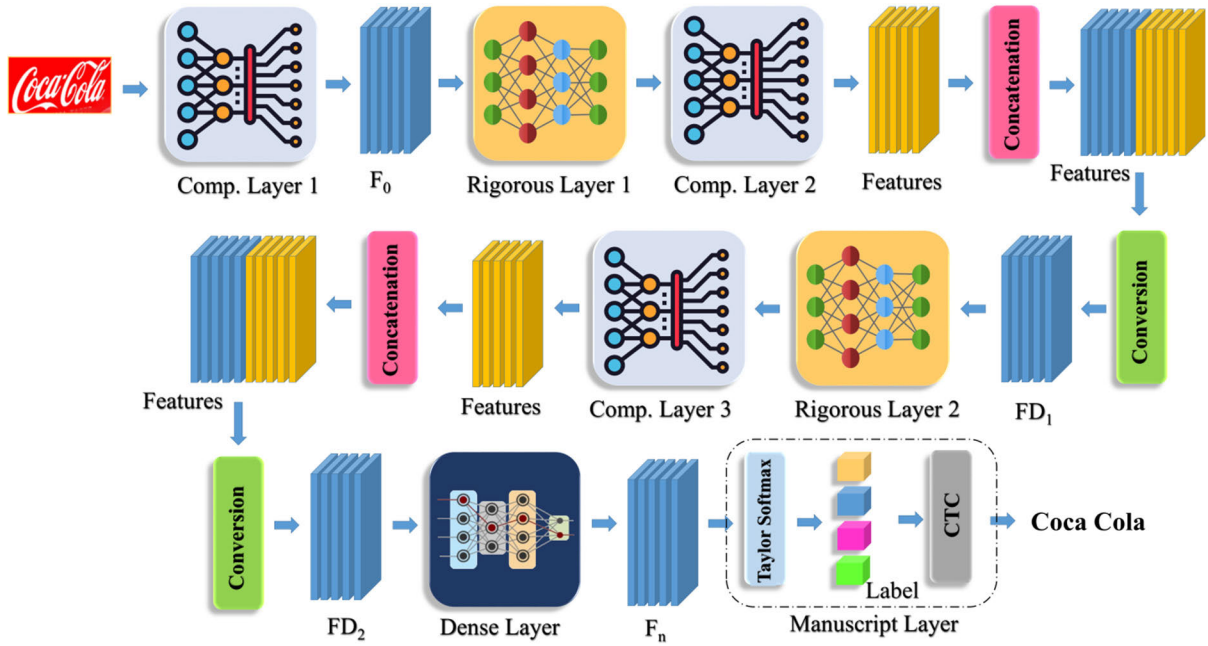 Coca-Cola
Comp. Layer 1
F₀
Rigorous Layer 1
Comp. Layer 2
Features
Concatenation
Features
Features
Concatenation
Features
Comp. Layer 3
Rigorous Layer 2
FD₁
Conversion
Conversion
FD₂
Dense Layer
Fₙ
Taylor Softmax
Label
CTC
Manuscript Layer
Coca Cola